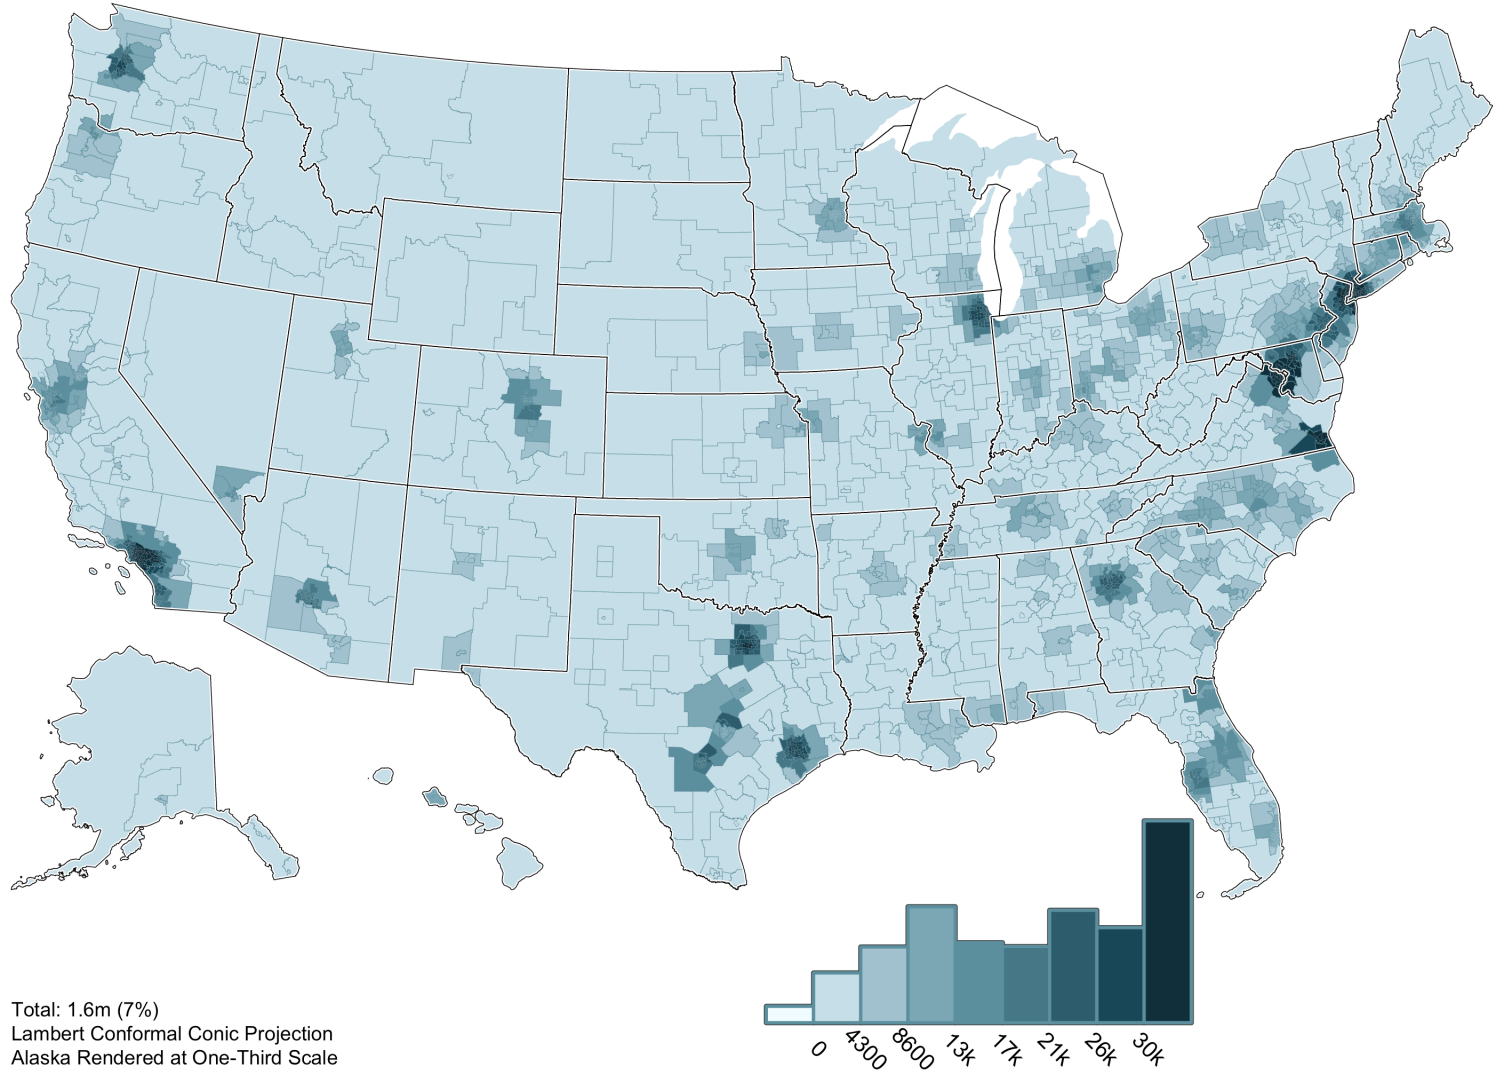 Total: 1.6m (7%)
Lambert Conformal Conic Projection
Alaska Rendered at One-Third Scale
0
4300
8600
13k
17k
21k
26k
30k